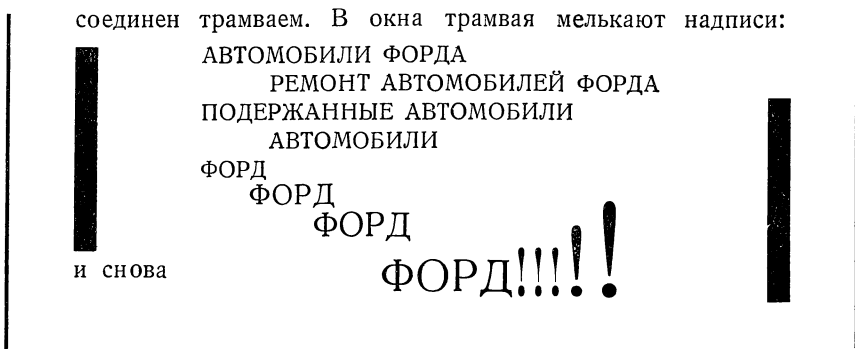 соединен трамваем. В окна трамвая мелькают надписи:
АВТОМОБИЛИ ФОРДА
РЕМОНТ АВТОМОБИЛЕЙ ФОРДА
ПОДЕРЖАННЫЕ АВТОМОБИЛИ
АВТОМОБИЛИ
ФОРД
ФОРД
ФОРД
и снова ФОРД!!!!!